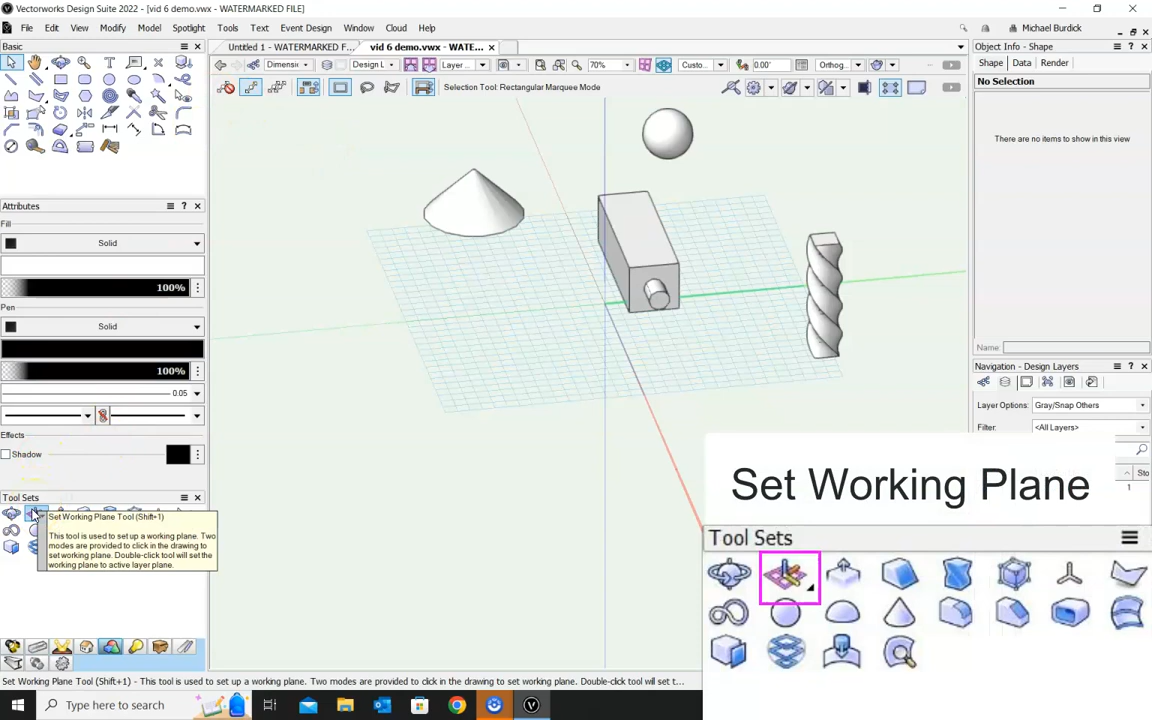 Vectorworks Design Suite 2022 - [vid 6 demo.vwx - WATERMARKED FILE]
File Edit View Modify Model Spotlight Tools Text Event Design Window Cloud Help
Michael Burdick
Basic
Untitled 1 - WATERMARKED F...
vid 6 demo.vwx - WATE...
Object Info - Shape
Dimensi...
Design L...
Layer ...
70%
Custo...
0.00°
Orthog...
Shape Data Render
No Selection
Selection Tool: Rectangular Marquee Mode
There are no items to show in this view
Attributes
Fill
Solid
100%
Pen
Solid
100%
0.05
Name:
Navigation - Design Layers
Layer Options: Gray/Snap Others
Filter: <All Layers>
Effects
Shadow
Sto
1
Tool Sets
Set Working Plane Tool (Shift+1)
This tool is used to set up a working plane. Two
modes are provided to click in the drawing to
set working plane. Double-click tool will set the
working plane to active layer plane.
Set Working Plane
Tool Sets
Set Working Plane Tool (Shift+1) - This tool is used to set up a working plane. Two modes are provided to click in the drawing to set working plane. Double-click tool will set t...
Type here to search